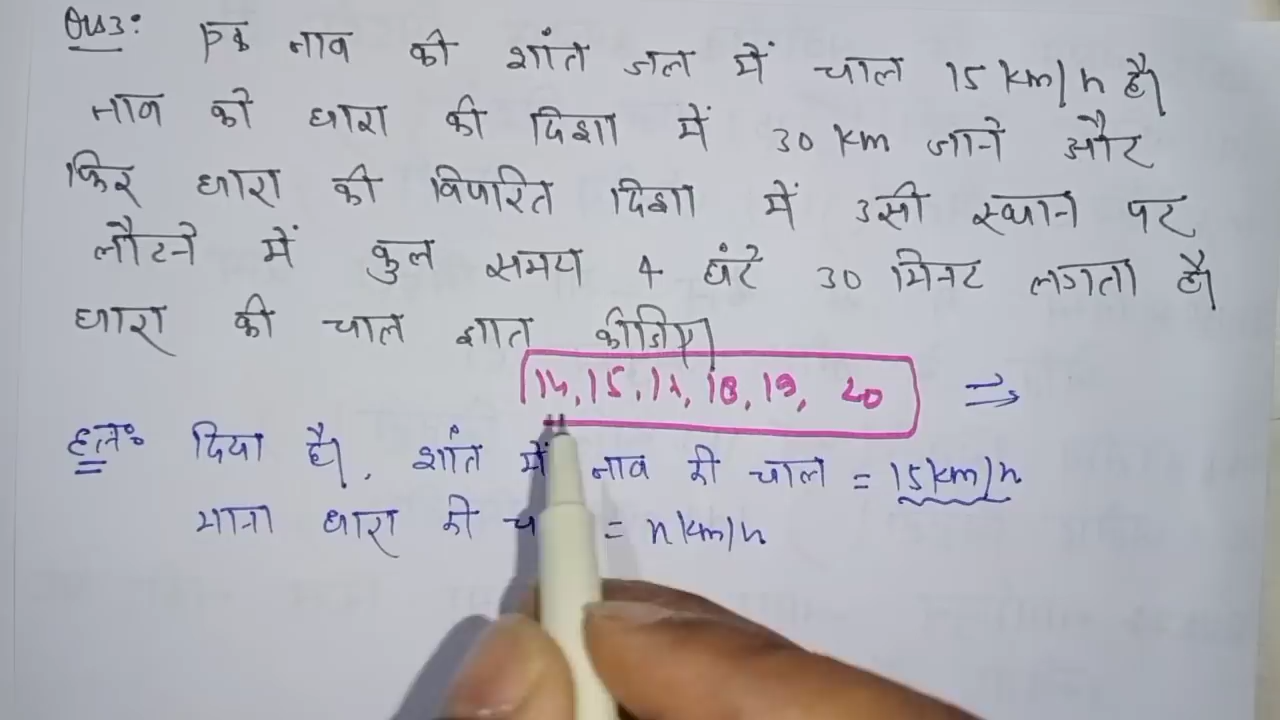 Qus3: एक नाव की शांत जल में चाल 15 km/h है।
नाव को धारा की दिशा में 30 km जाने और
फिर धारा की विपरित दिशा में उसी स्थान पर
लौटने में कुल समय 4 घंटे 30 मिनट लगता है।
धारा की चाल ज्ञात कीजिए।
14, 15, 17, 18, 19, 20 ⇒
हल: दिया है।, शांत में नाव की चाल = 15 km/h
माना धारा की = x km/h